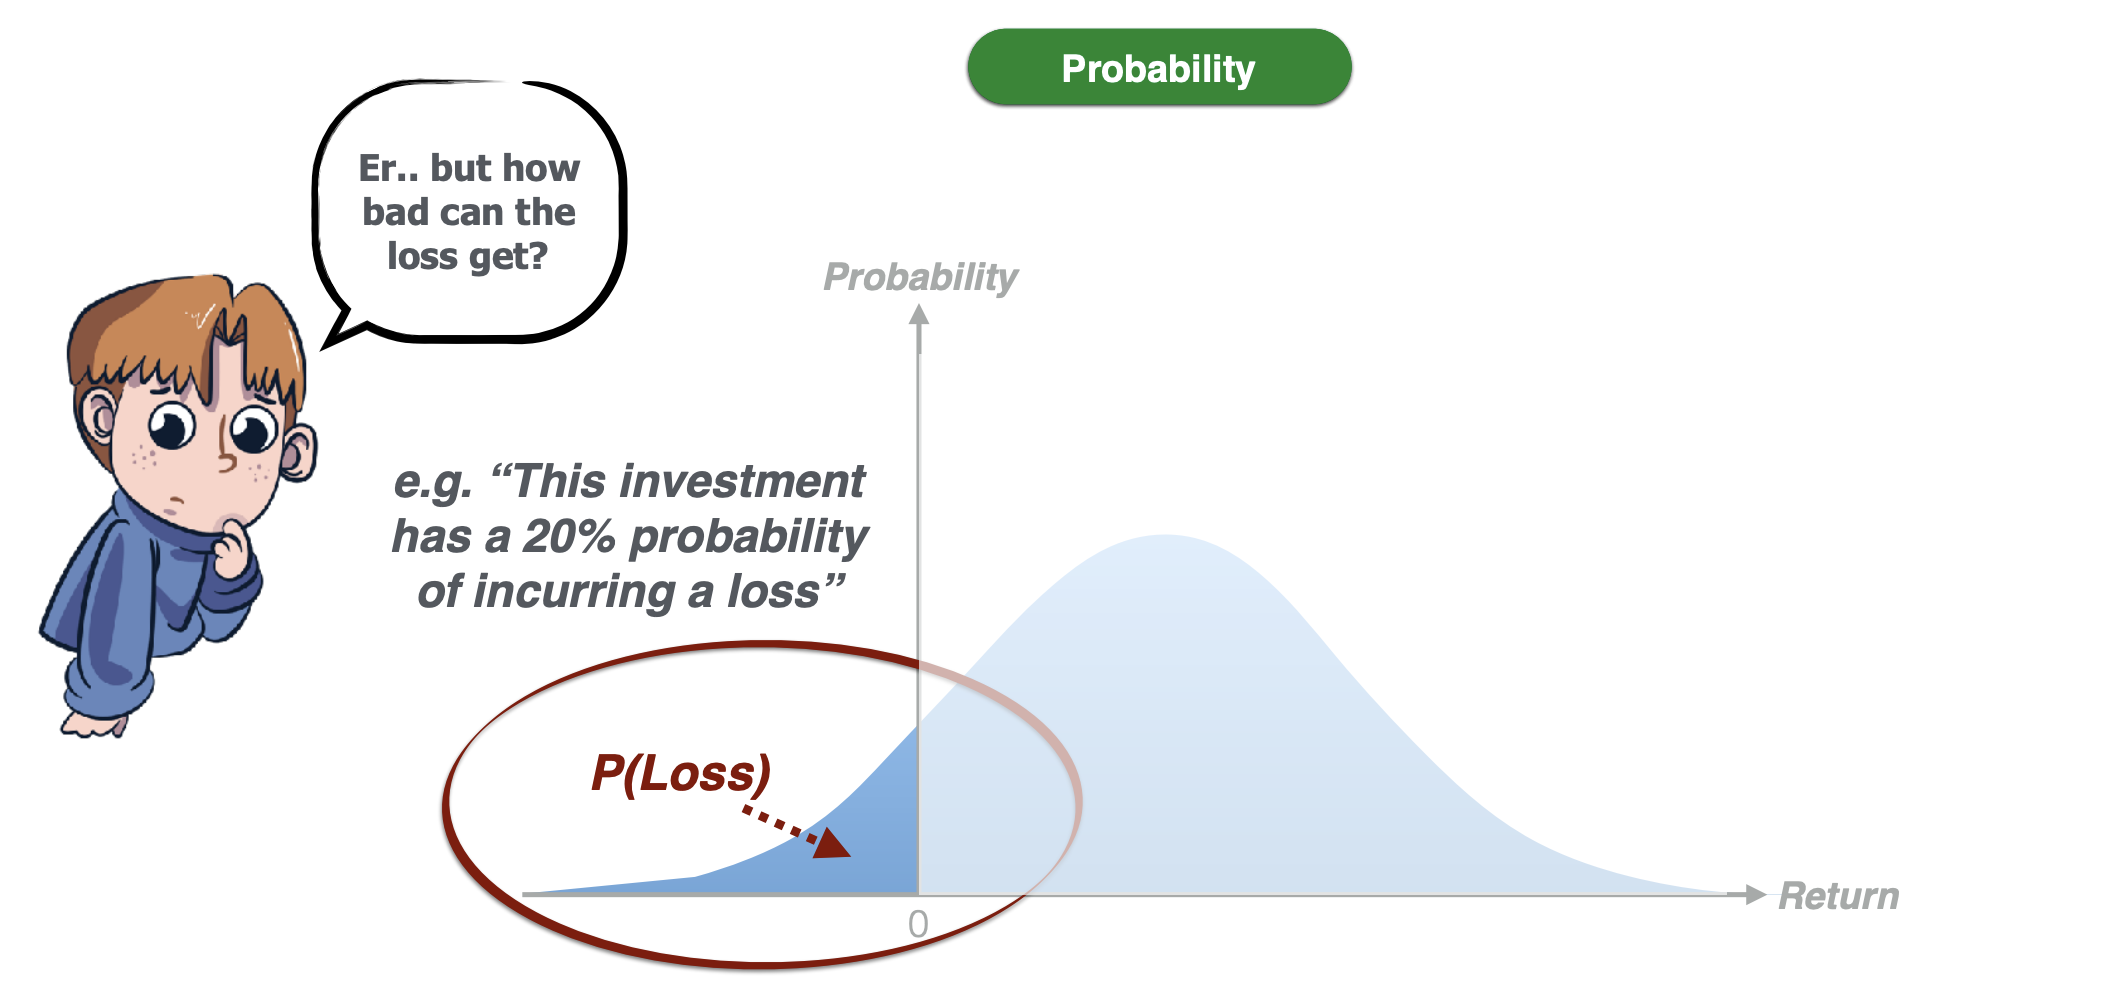 Probability
Er.. but how
bad can the
loss get?
Probability
e.g. “This investment
has a 20% probability
of incurring a loss”
P(Loss)
Return
0